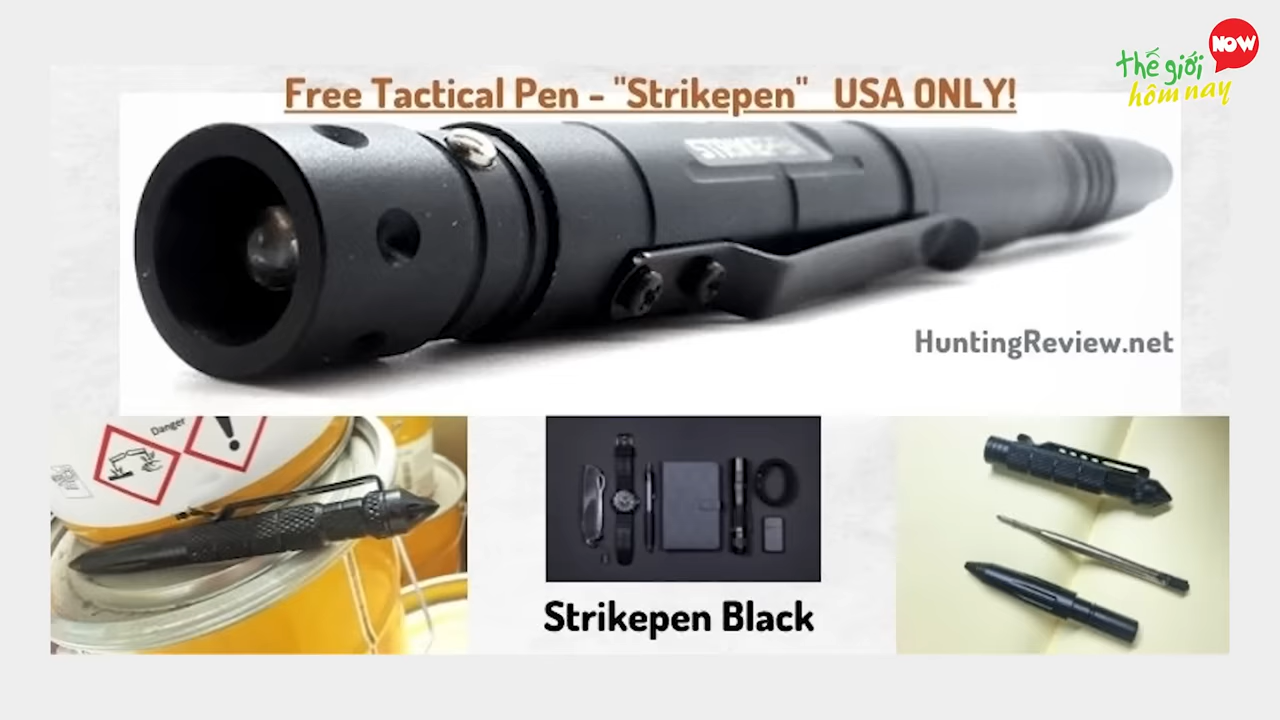 thế giới
hôm nay
NOW
Free Tactical Pen - "Strikepen" USA ONLY!
HuntingReview.net
Danger
Strikepen Black